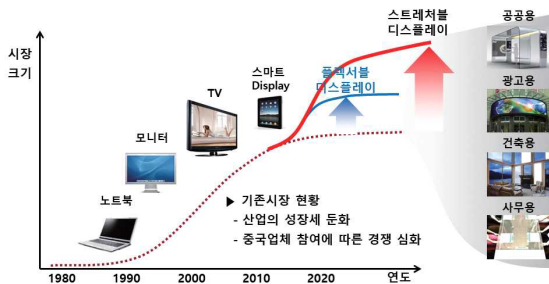 시장
크기
노트북
모니터
TV
스마트
Display
플렉서블
디스플레이
스트레처블
디스플레이
▶ 기존시장 현황
- 산업의 성장세 둔화
- 중국업체 참여에 따른 경쟁 심화
1980 1990 2000 2010 2020 연도
공공용
광고용
건축용
사무용